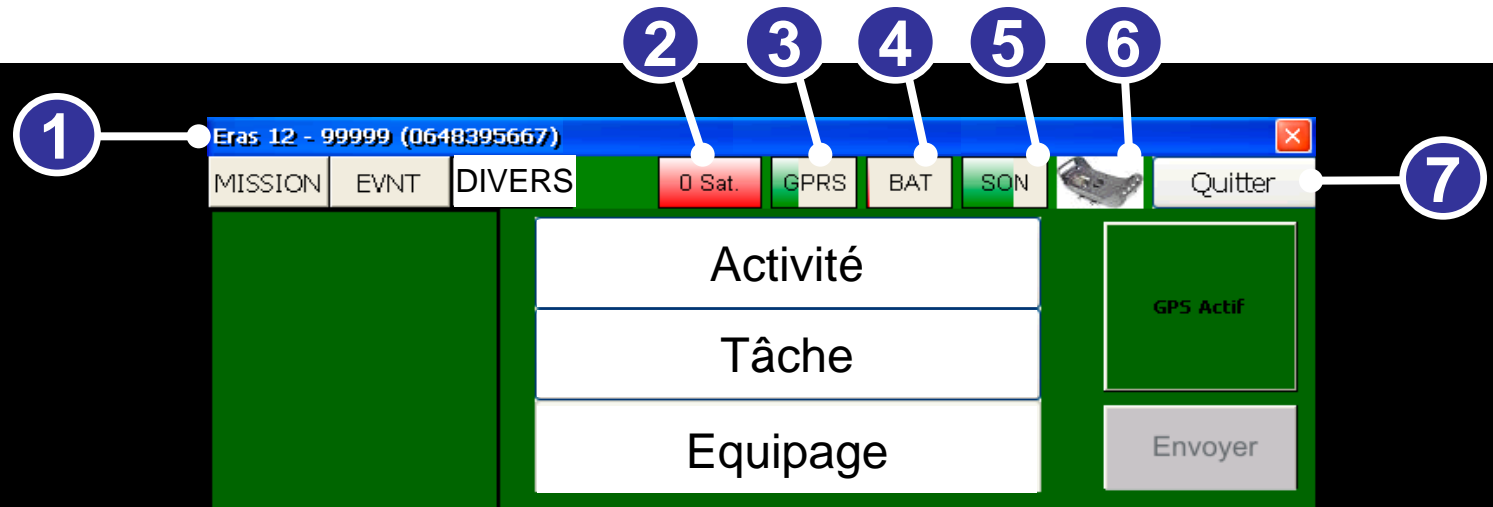 2 3 4 5 6
1
Eras 12 - 99999 (0648395667)
MISSION EVNT DIVERS 0 Sat. GPRS BAT SON Quitter
7
Activité
GPS Actif
Tâche
Equipage
Envoyer